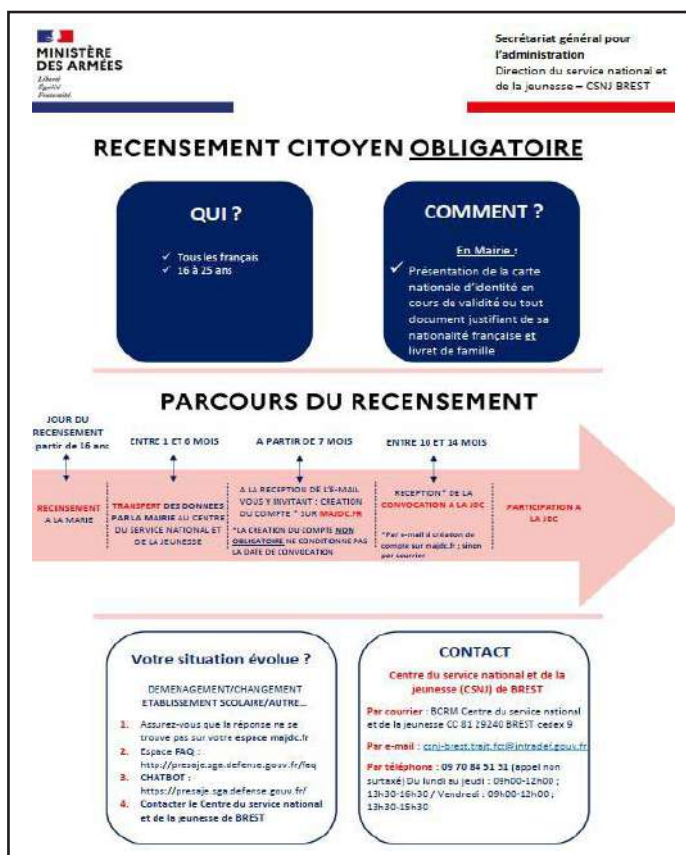 MINISTÈRE
DES ARMÉES
Liberté
Égalité
Fraternité
Secrétariat général pour
l'administration
Direction du service national et
de la jeunesse – CSNJ BREST
RECENSEMENT CITOYEN OBLIGATOIRE
QUI ?
✓ Tous les français
✓ 16 à 25 ans
COMMENT ?
En Mairie :
✓ Présentation de la carte
nationale d'identité en
cours de validité ou tout
document justifiant de sa
nationalité française et
livret de famille
PARCOURS DU RECENSEMENT
JOUR DU
RECENSEMENT
partir de 16 ans
ENTRE 1 ET 6 MOIS
A PARTIR DE 7 MOIS
ENTRE 10 ET 14 MOIS
RECENSEMENT
A LA MARIE
TRANSFERT DES DONNÉES
PAR LA MAIRIE AU CENTRE
DU SERVICE NATIONAL ET
DE LA JEUNESSE
A LA RECEPTION DE L'E-MAIL
VOUS Y INVITANT : CREATION
DU COMPTE * SUR MAJDC.FR
*LA CREATION DU COMPTE NON
OBLIGATOIRE NE CONDITIONNE PAS
LA DATE DE CONVOCATION
RECEPTION* DE LA
CONVOCATION A LA JDC
*Par e-mail si création de
compte sur majdc.fr ; sinon
par courrier
PARTICIPATION A
LA JDC
Votre situation évolue ?
DEMENAGEMENT/CHANGEMENT
ETABLISSEMENT SCOLAIRE/AUTRE...
1. Assurez-vous que la réponse ne se
trouve pas sur votre espace majdc.fr
2. Espace FAQ :
http://presaje.sga.defense.gouv.fr/faq
3. CHATBOT :
https://presaje.sga.defense.gouv.fr/
4. Contacter le Centre du service national
et de la jeunesse de BREST
CONTACT
Centre du service national et de la
jeunesse (CSNJ) de BREST
Par courrier : BCRM Centre du service national
et de la jeunesse CC 81 29240 BREST cedex 9
Par e-mail : csnj-brest.trait.fct@intradef.gouv.fr
Par téléphone : 09 70 84 51 51 (appel non
surtaxé) Du lundi au jeudi : 09h00-12h00 ;
13h30-16h30 / Vendredi : 09h00-12h00 ;
13h30-15h30